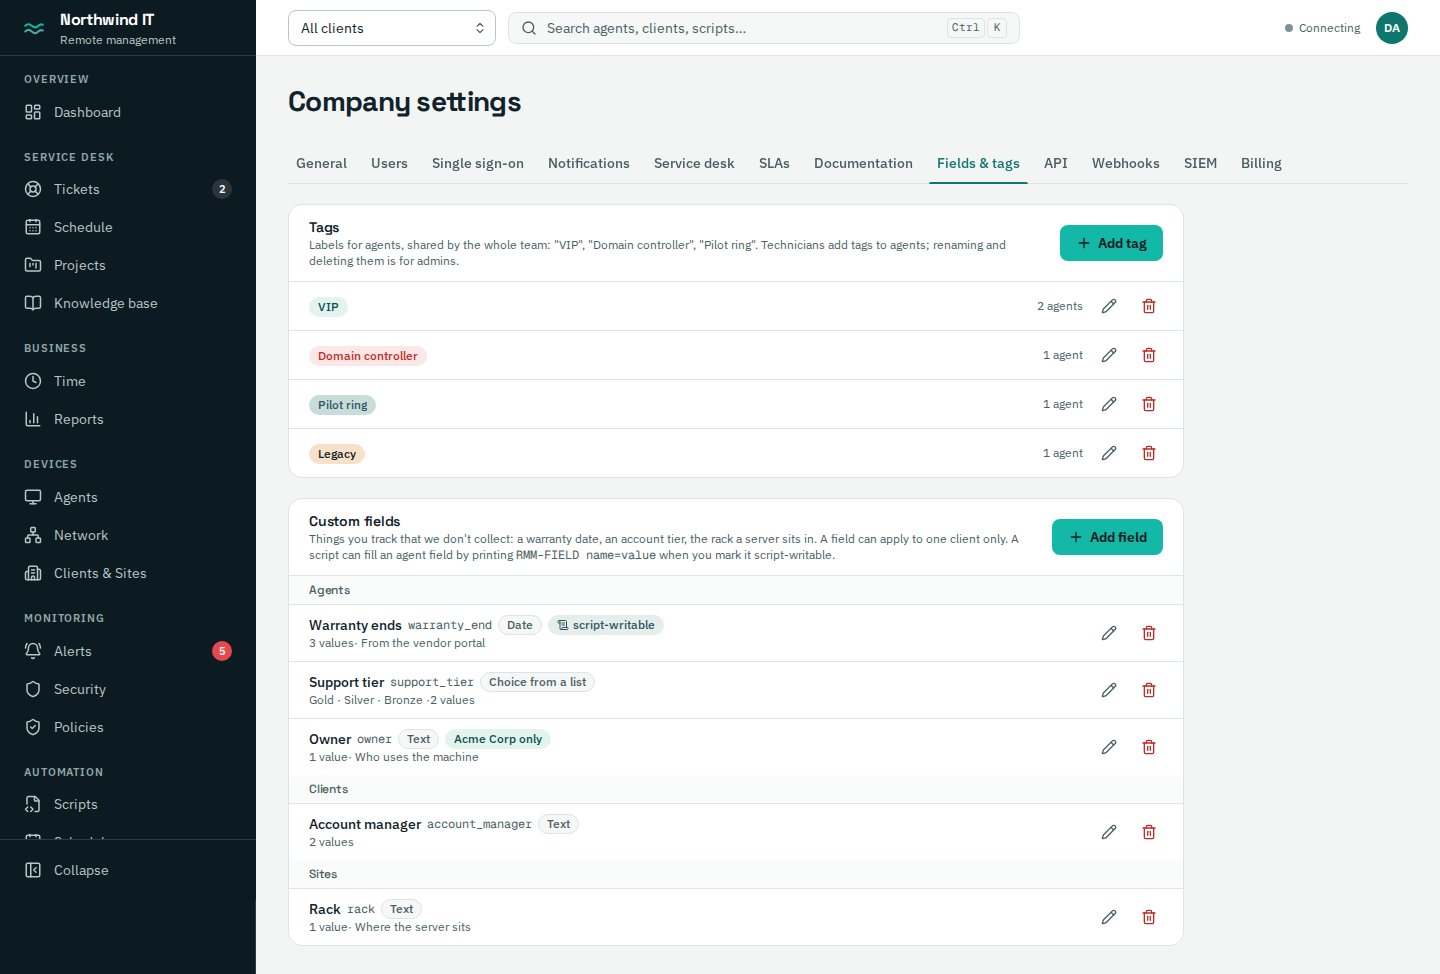 Northwind IT
Remote management
All clients
Search agents, clients, scripts...
Ctrl K
Connecting
DA
OVERVIEW
Dashboard
SERVICE DESK
Tickets
2
Schedule
Projects
Knowledge base
BUSINESS
Time
Reports
DEVICES
Agents
Network
Clients & Sites
MONITORING
Alerts
5
Security
Policies
AUTOMATION
Scripts
Collapse
Company settings
General Users Single sign-on Notifications Service desk SLAs Documentation Fields & tags API Webhooks SIEM Billing
Tags
Labels for agents, shared by the whole team: "VIP", "Domain controller", "Pilot ring". Technicians add tags to agents; renaming and
deleting them is for admins.
Add tag
VIP
2 agents
Domain controller
1 agent
Pilot ring
1 agent
Legacy
1 agent
Custom fields
Things you track that we don't collect: a warranty date, an account tier, the rack a server sits in. A field can apply to one client only. A
script can fill an agent field by printing RMM-FIELD name=value when you mark it script-writable.
Add field
Agents
Warranty ends warranty_end Date script-writable
3 values· From the vendor portal
Support tier support_tier Choice from a list
Gold · Silver · Bronze ·2 values
Owner owner Text Acme Corp only
1 value· Who uses the machine
Clients
Account manager account_manager Text
2 values
Sites
Rack rack Text
1 value· Where the server sits